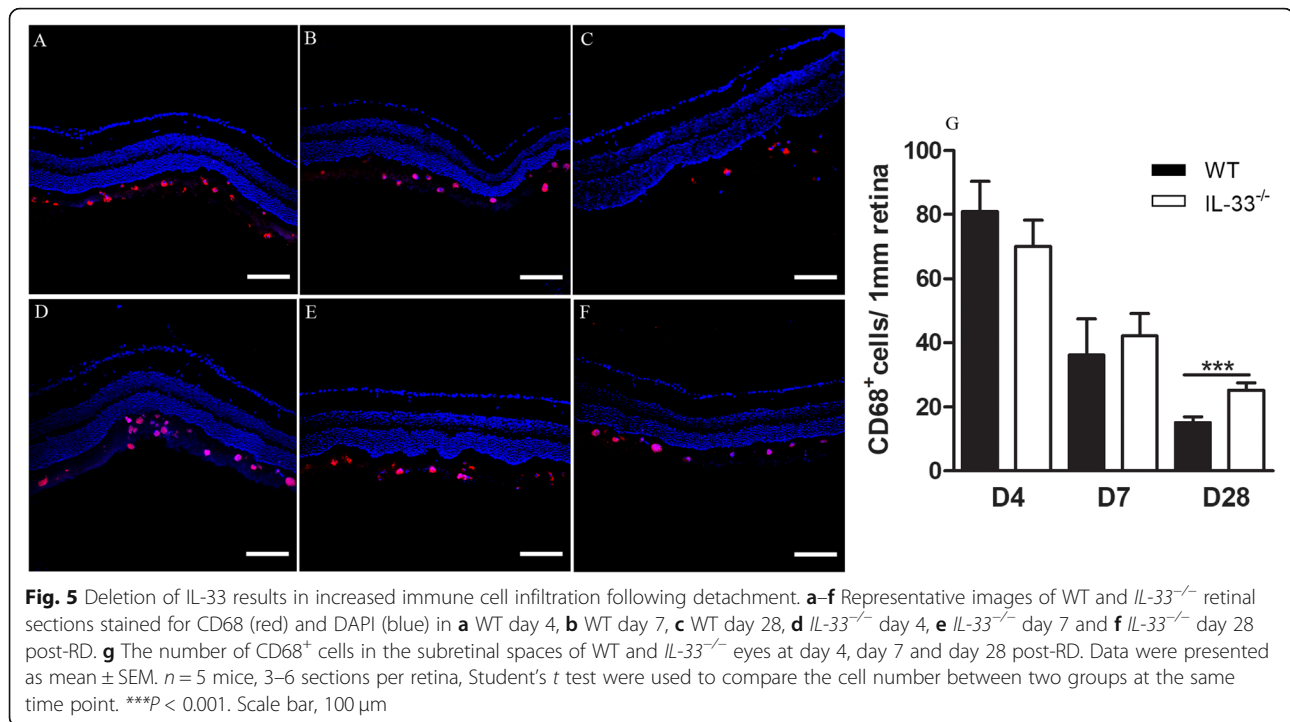 A
B
C
D
E
F
G
100
80
60
40
20
0
CD68⁺cells/ 1mm retina
WT
IL-33⁻/⁻
***
D4 D7 D28
Fig. 5 Deletion of IL-33 results in increased immune cell infiltration following detachment. a–f Representative images of WT and IL-33⁻/⁻ retinal
sections stained for CD68 (red) and DAPI (blue) in a WT day 4, b WT day 7, c WT day 28, d IL-33⁻/⁻ day 4, e IL-33⁻/⁻ day 7 and f IL-33⁻/⁻ day 28
post-RD. g The number of CD68⁺ cells in the subretinal spaces of WT and IL-33⁻/⁻ eyes at day 4, day 7 and day 28 post-RD. Data were presented
as mean ± SEM. n = 5 mice, 3–6 sections per retina, Student's t test were used to compare the cell number between two groups at the same
time point. ***P < 0.001. Scale bar, 100 μm